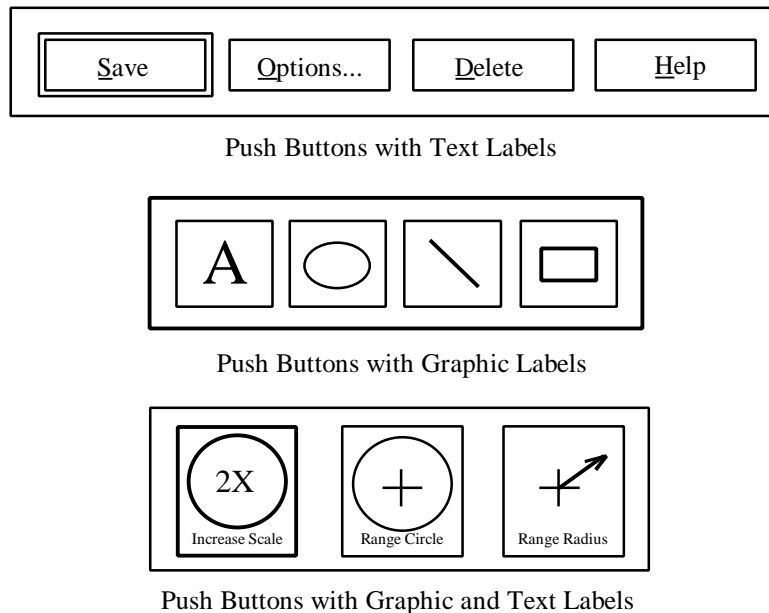 Save Options... Delete Help
Push Buttons with Text Labels
A
Push Buttons with Graphic Labels
2X
Increase Scale Range Circle Range Radius
Push Buttons with Graphic and Text Labels